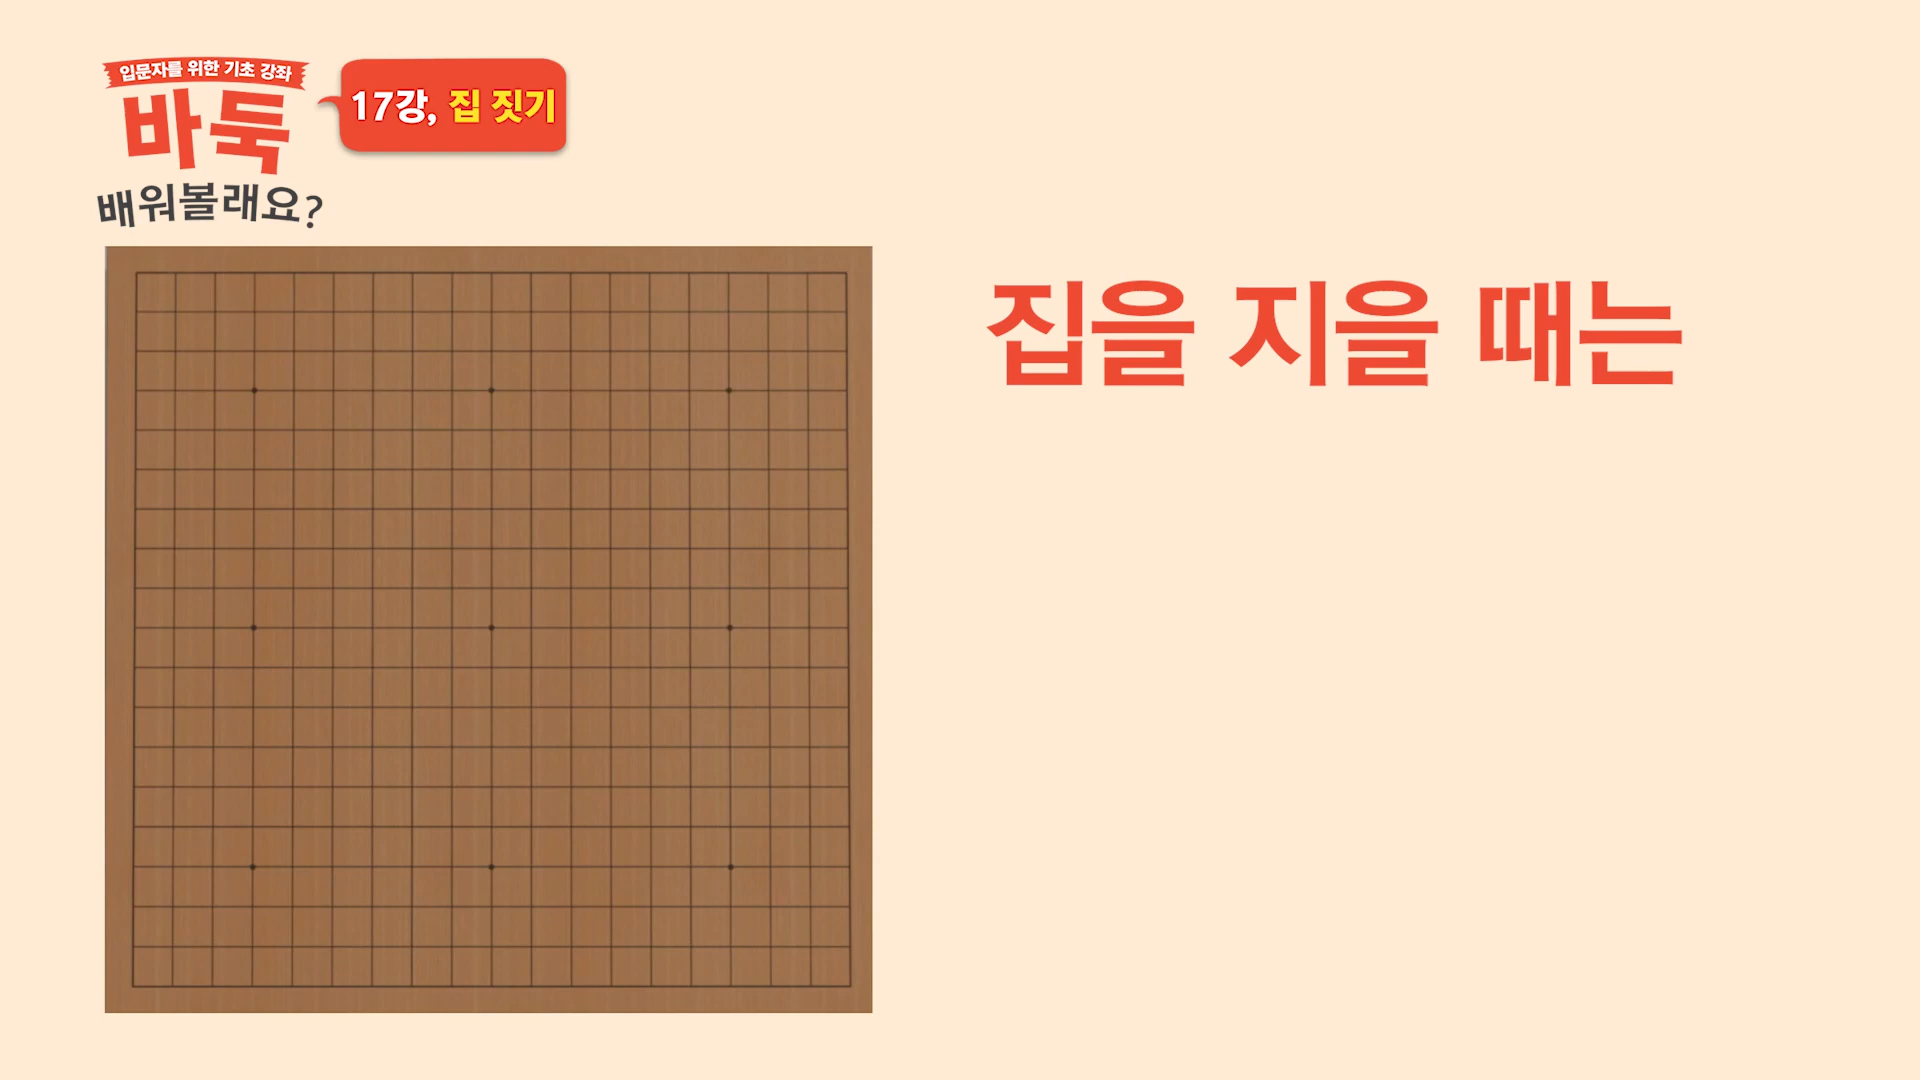 입문자를 위한 기초 강좌
바둑
배워볼래요?
17강, 집 짓기
집을 지을 때는